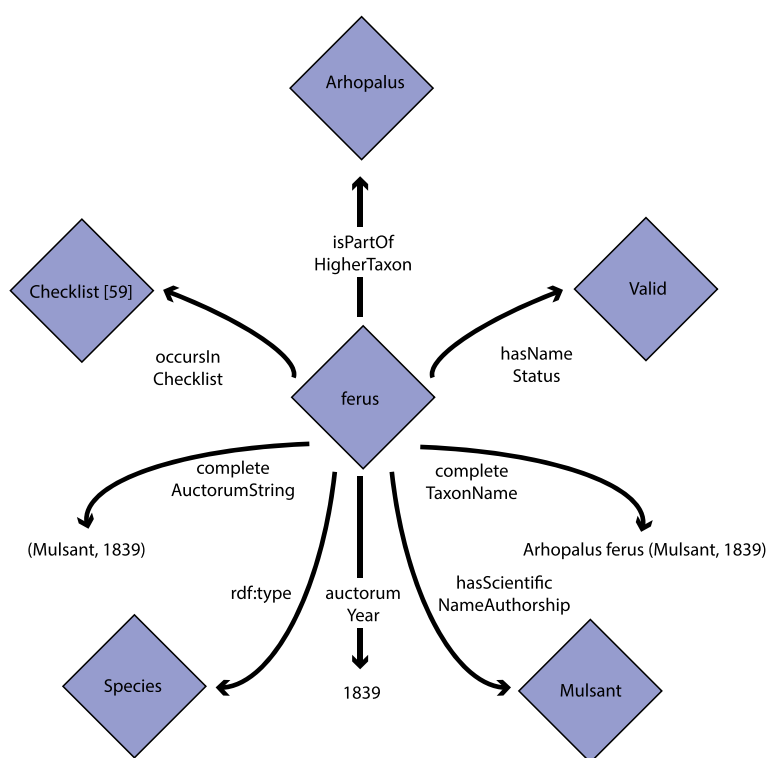 Arhopalus
isPartOf
HigherTaxon
Checklist [59]
Valid
occursIn
Checklist
hasName
Status
ferus
complete
AuctorumString
complete
TaxonName
(Mulsant, 1839)
Arhopalus ferus (Mulsant, 1839)
rdf:type
auctorum
Year
hasScientific
NameAuthorship
Species
1839
Mulsant